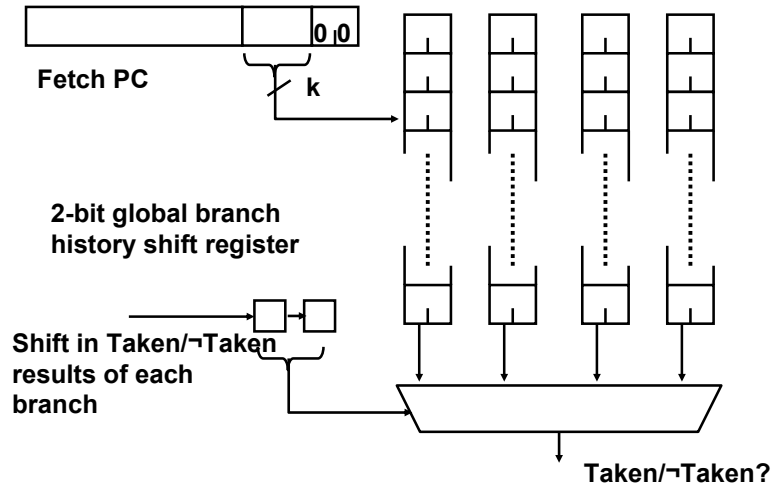 0 0
Fetch PC
k
2-bit global branch
history shift register
Shift in Taken/¬Taken
results of each
branch
Taken/¬Taken?